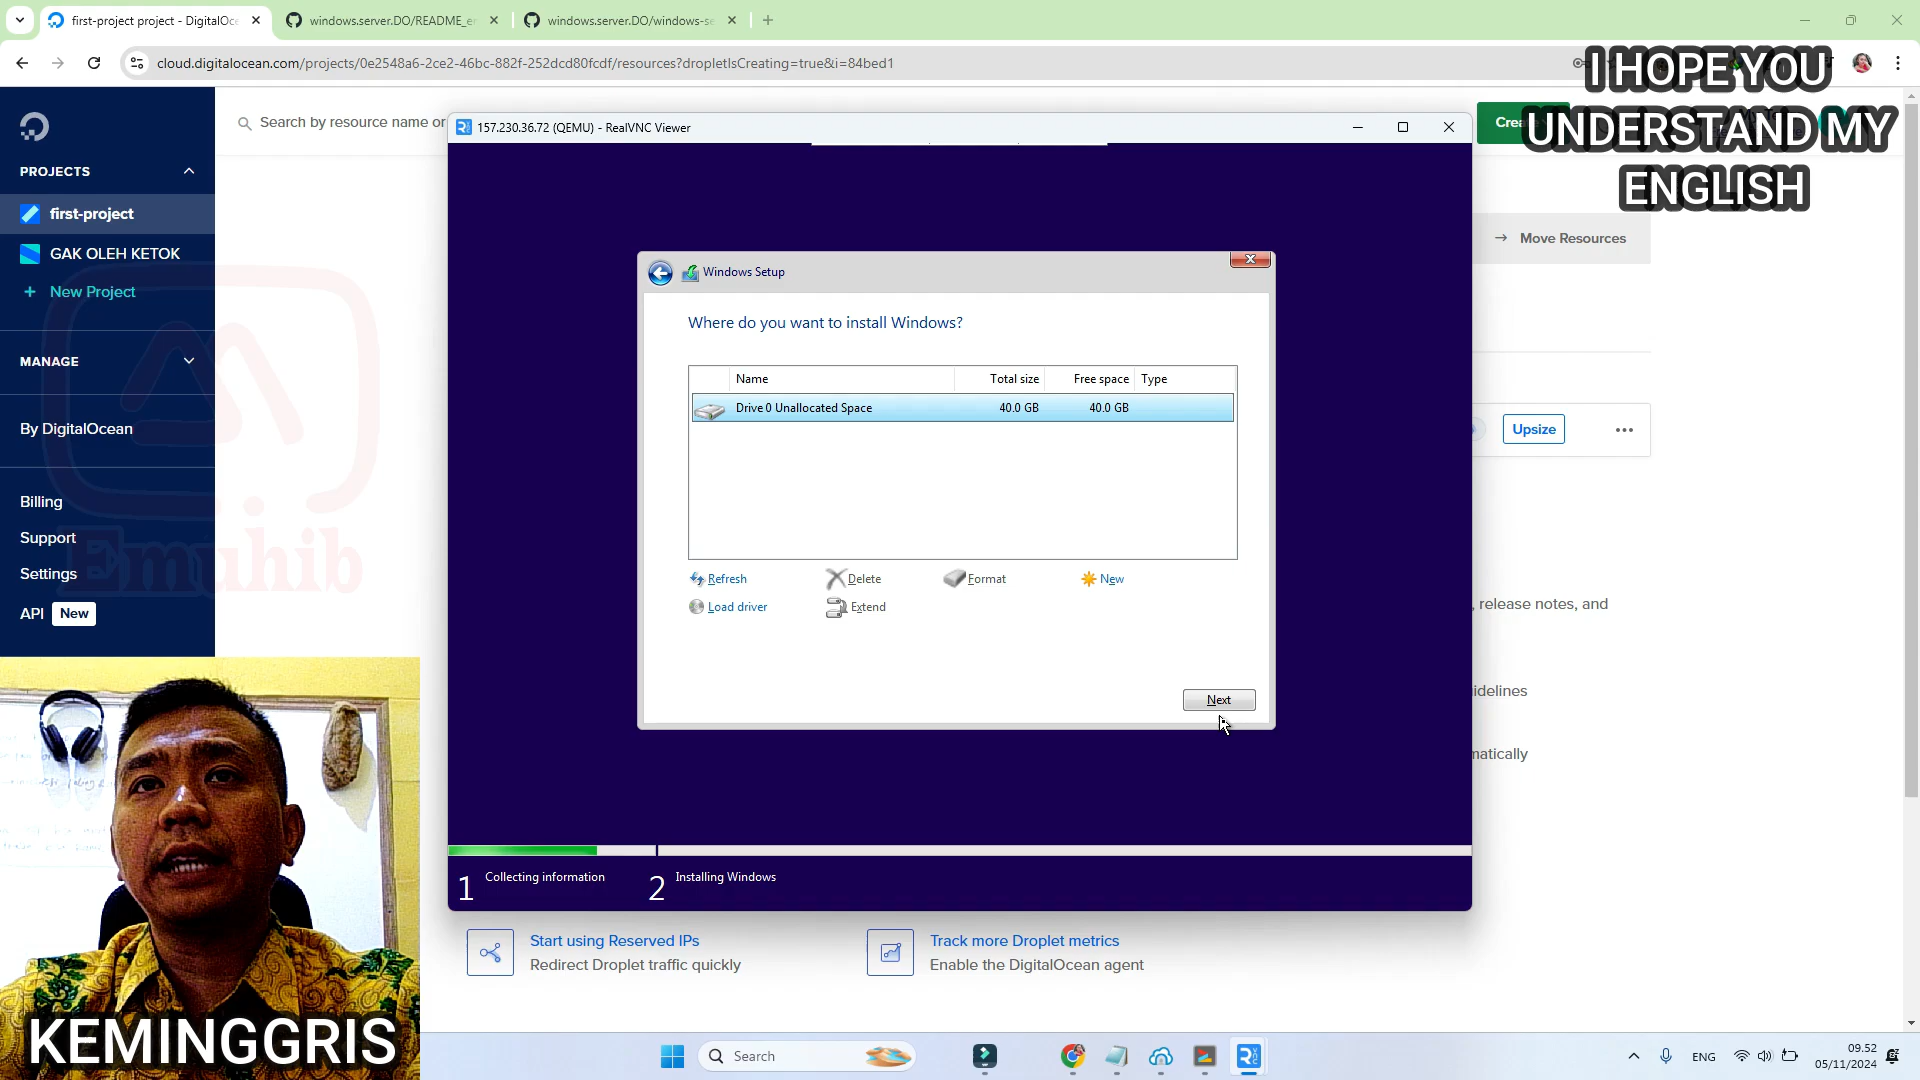 first-project project - DigitalOce
windows.server.DO/README_e
windows.server.DO/windows-se
cloud.digitalocean.com/projects/0e2548a6-2ce2-46bc-882f-252dcd80fcdf/resources?dropletIsCreating=true&i=84bed1
I HOPE YOU
UNDERSTAND MY
ENGLISH
Search by resource name or
157.230.36.72 (QEMU) - RealVNC Viewer
Crea
PROJECTS
first-project
GAK OLEH KETOK
+ New Project
MANAGE
By DigitalOcean
Billing
Support
Settings
API New
Emuhib
→ Move Resources
Upsize
, release notes, and
idelines
matically
Windows Setup
Where do you want to install Windows?
Name Total size Free space Type
Drive 0 Unallocated Space 40.0 GB 40.0 GB
Refresh Delete Format New
Load driver Extend
Next
1 Collecting information 2 Installing Windows
Start using Reserved IPs
Redirect Droplet traffic quickly
Track more Droplet metrics
Enable the DigitalOcean agent
KEMINGGRIS
Search
ENG
09.52
05/11/2024